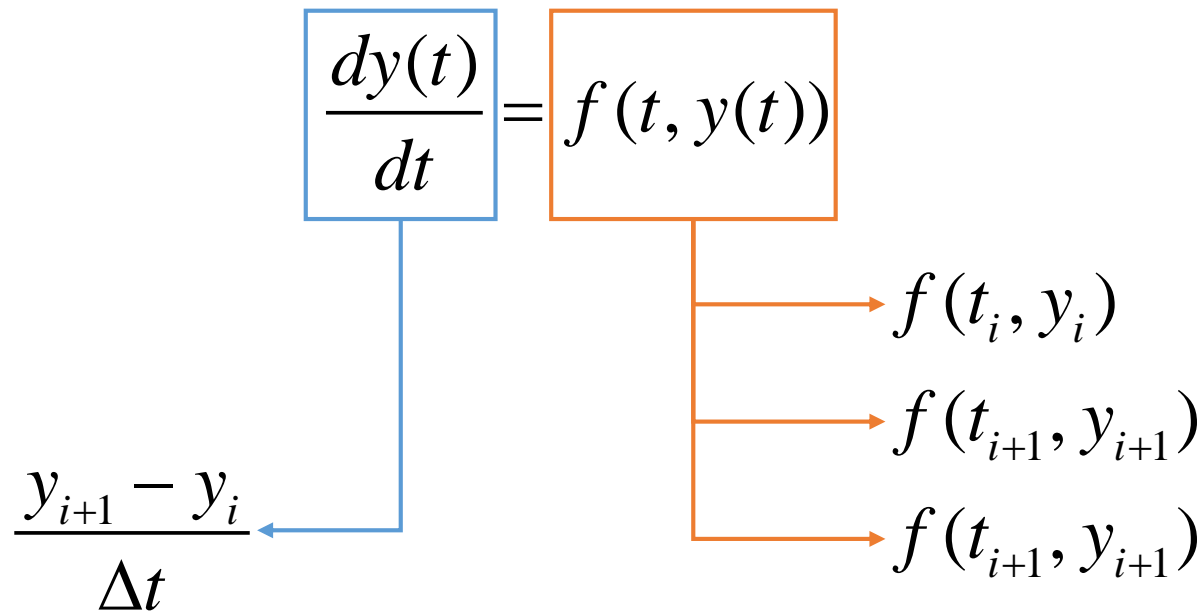 dy(t)/dt = f(t, y(t))
f(t_i, y_i)
f(t_{i+1}, y_{i+1})
(y_{i+1} − y_i)/Δt
f(t_{i+1}, y_{i+1})